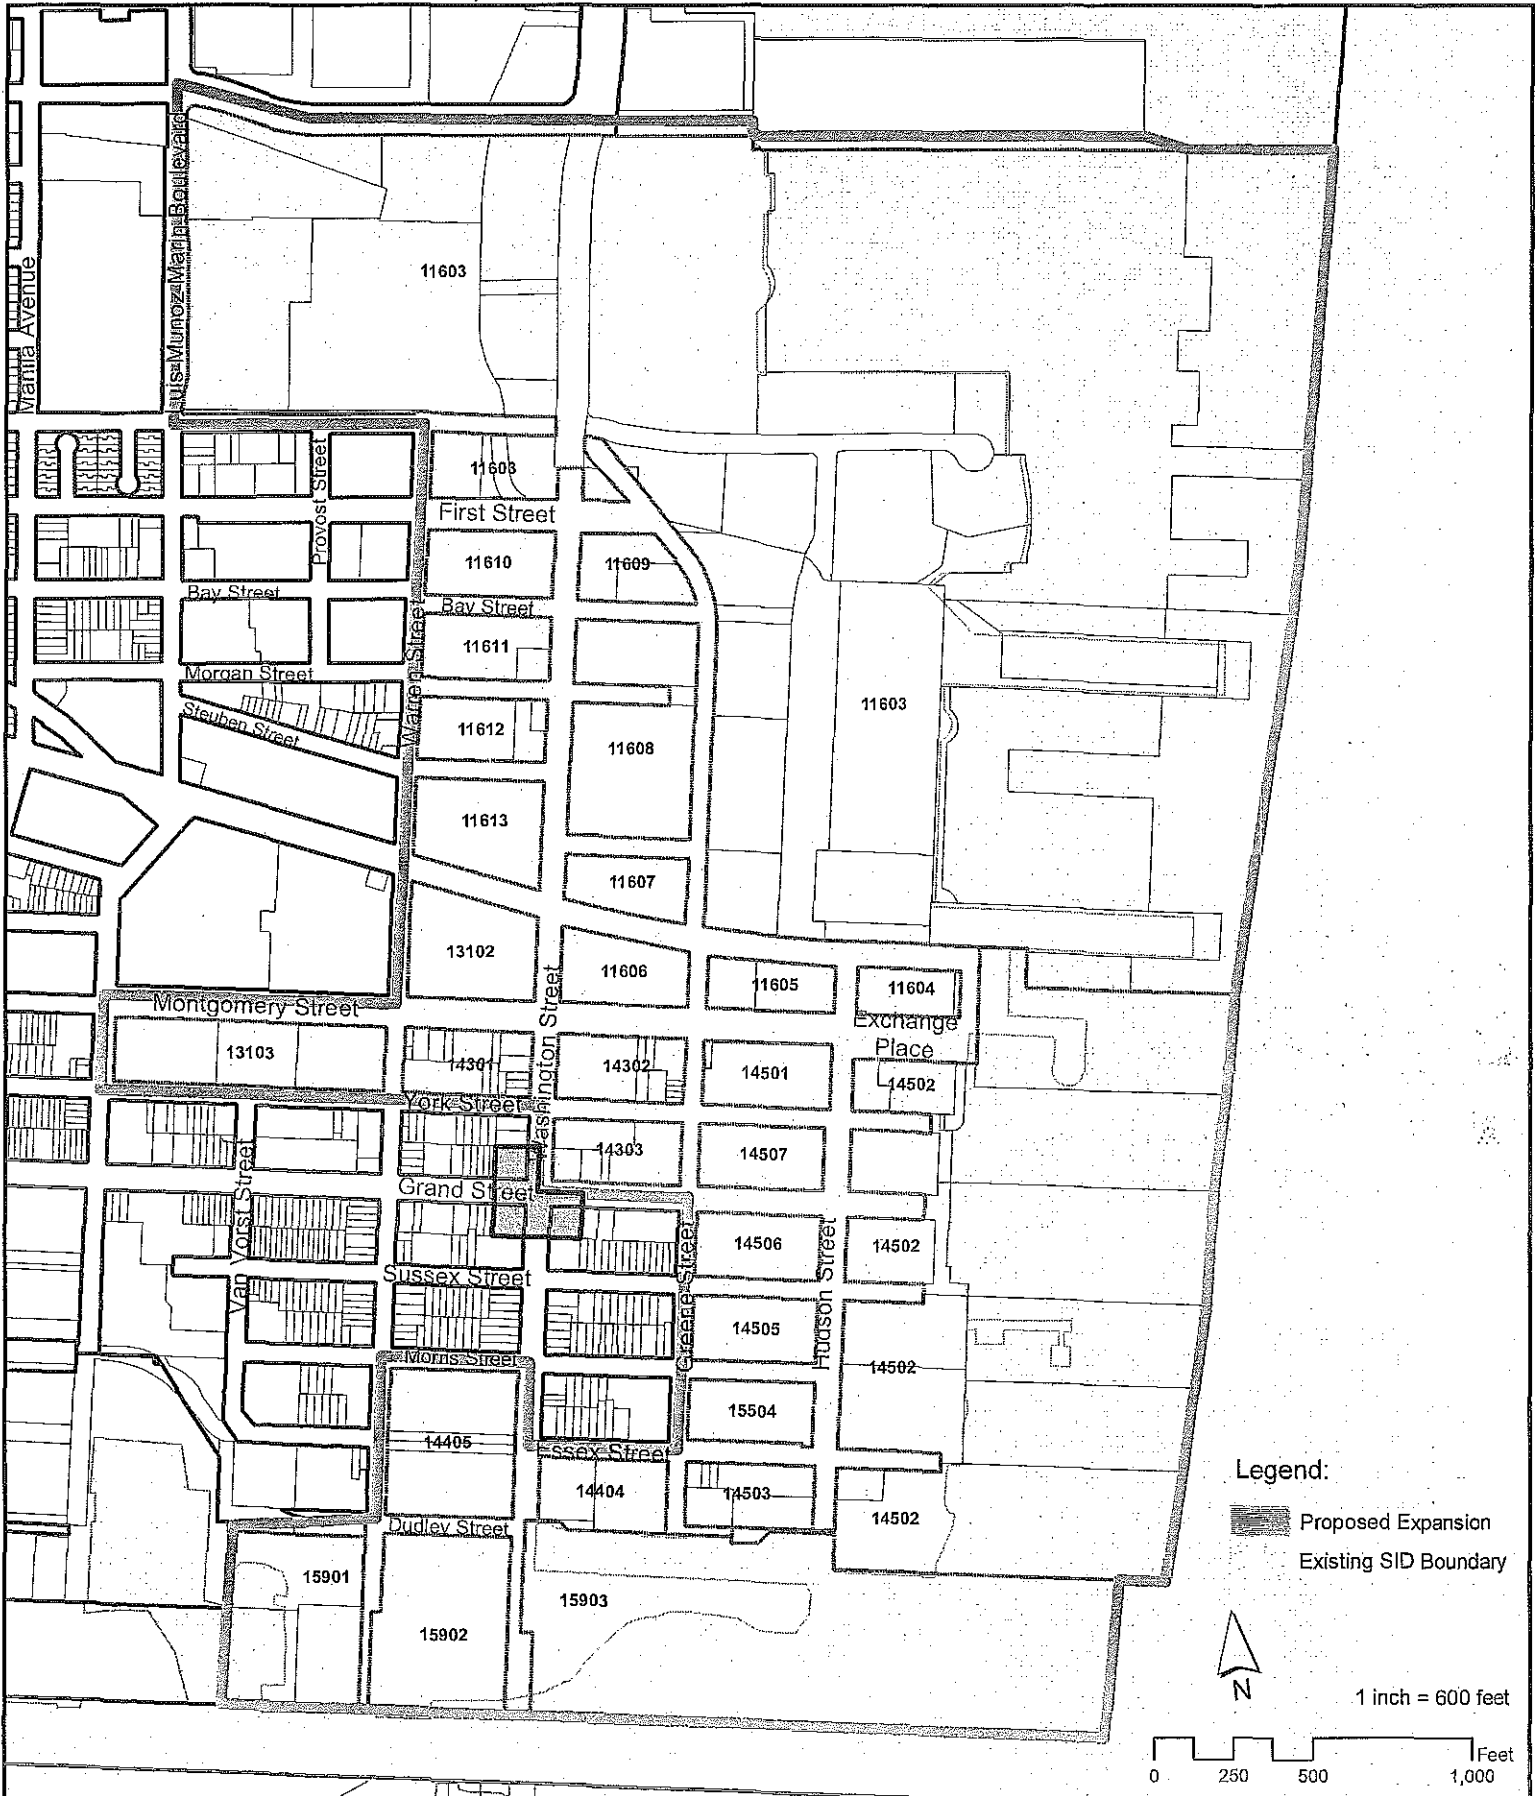 Luis Munoz Marin Boulevard
Manila Avenue
11603
Provost Street
11603
First Street
11610
11609
Bay Street
Bay Street
Warren Street
11611
Morgan Street
Steuben Street
11612
11608
11603
11613
11607
13102
11606
11605
11604
Montgomery Street
Washington Street
Exchange
Place
13103
14301
14302
14501
14502
York Street
14303
14507
Grand Street
Van Vorst Street
14506
14502
Sussex Street
Greene Street
Hudson Street
14505
14502
Morris Street
15504
14405
Essex Street
14404
14503
14502
Dudley Street
15901
15903
15902
Legend:
Proposed Expansion
Existing SID Boundary
N
1 inch = 600 feet
Feet
0 250 500 1,000